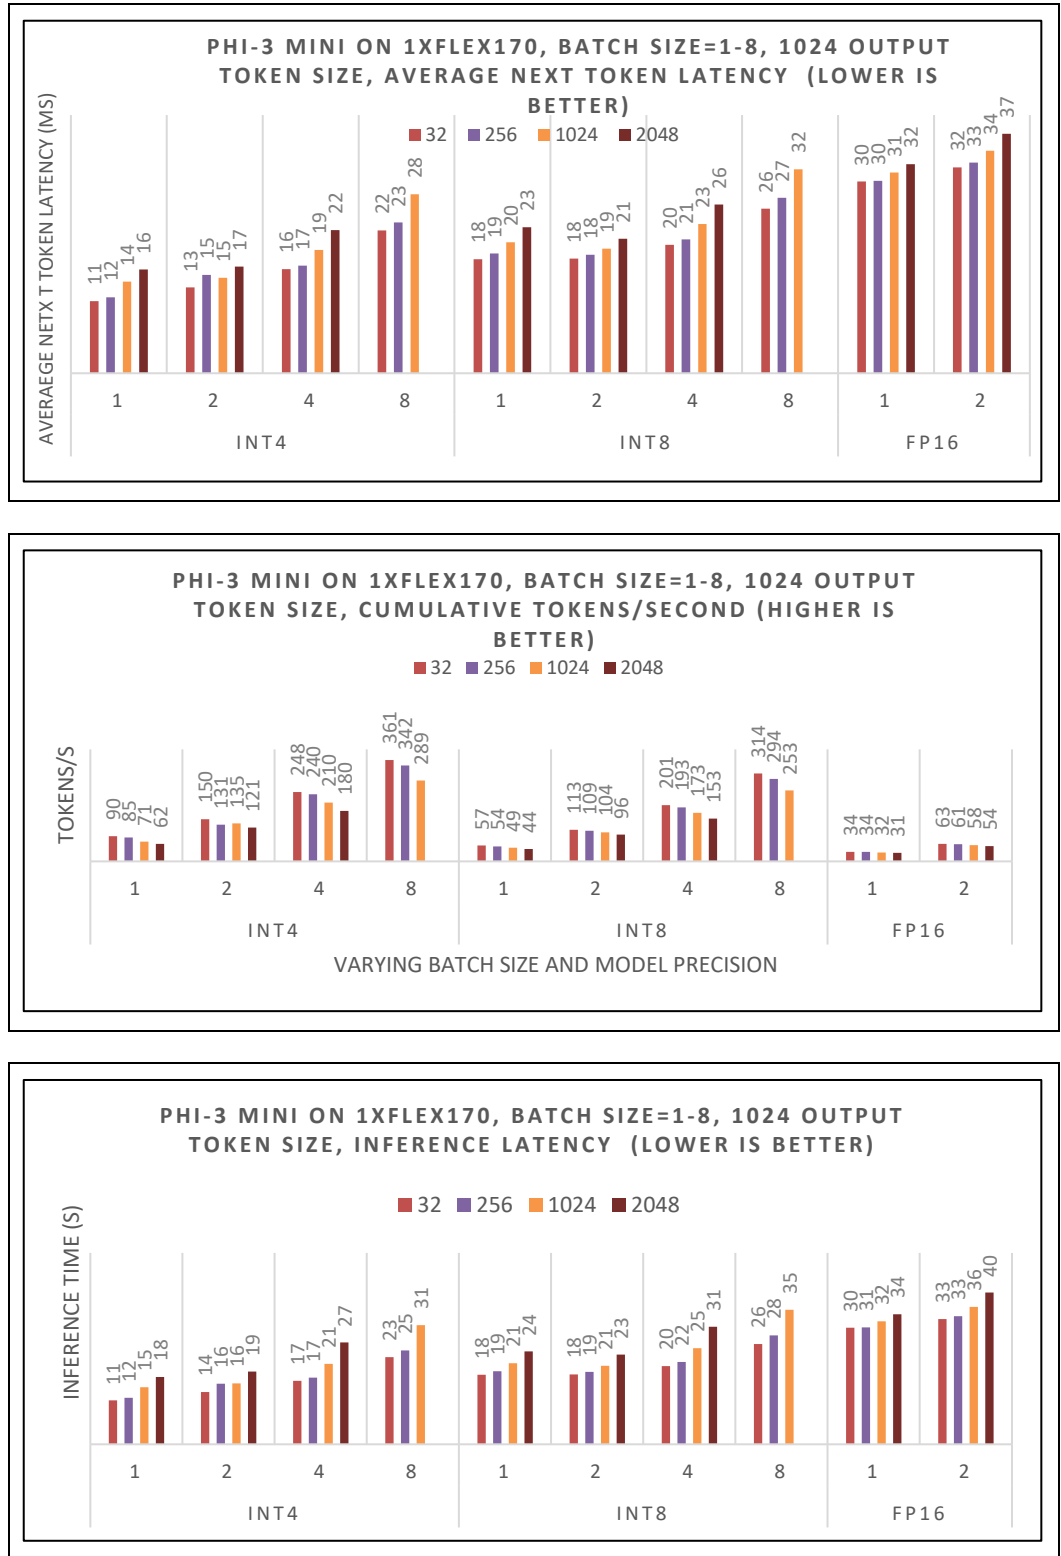 PHI-3 MINI ON 1XFLEX170, BATCH SIZE=1-8, 1024 OUTPUT
TOKEN SIZE, AVERAGE NEXT TOKEN LATENCY (LOWER IS
BETTER)
32 256 1024 2048
AVERAEGE NETX T TOKEN LATENCY (MS)
11 12 14 16 13 15 15 17 16 17 19 22 22 23 28 18 19 20 23 18 18 19 21 20 21 23 26 26 27 32 30 30 31 32 32 33 34 37
1 2 4 8 1 2 4 8 1 2
INT4 INT8 FP16
PHI-3 MINI ON 1XFLEX170, BATCH SIZE=1-8, 1024 OUTPUT
TOKEN SIZE, CUMULATIVE TOKENS/SECOND (HIGHER IS
BETTER)
32 256 1024 2048
TOKENS/S
90 85 71 62 150 131 135 121 248 240 210 180 361 342 289 57 54 49 44 113 109 104 96 201 193 173 153 314 294 253 34 34 32 31 63 61 58 54
1 2 4 8 1 2 4 8 1 2
INT4 INT8 FP16
VARYING BATCH SIZE AND MODEL PRECISION
PHI-3 MINI ON 1XFLEX170, BATCH SIZE=1-8, 1024 OUTPUT
TOKEN SIZE, INFERENCE LATENCY (LOWER IS BETTER)
32 256 1024 2048
INFERENCE TIME (S)
11 12 15 18 14 16 16 19 17 17 21 27 23 25 31 18 19 21 24 18 19 21 23 20 22 25 31 26 28 35 30 31 32 34 33 33 36 40
1 2 4 8 1 2 4 8 1 2
INT4 INT8 FP16